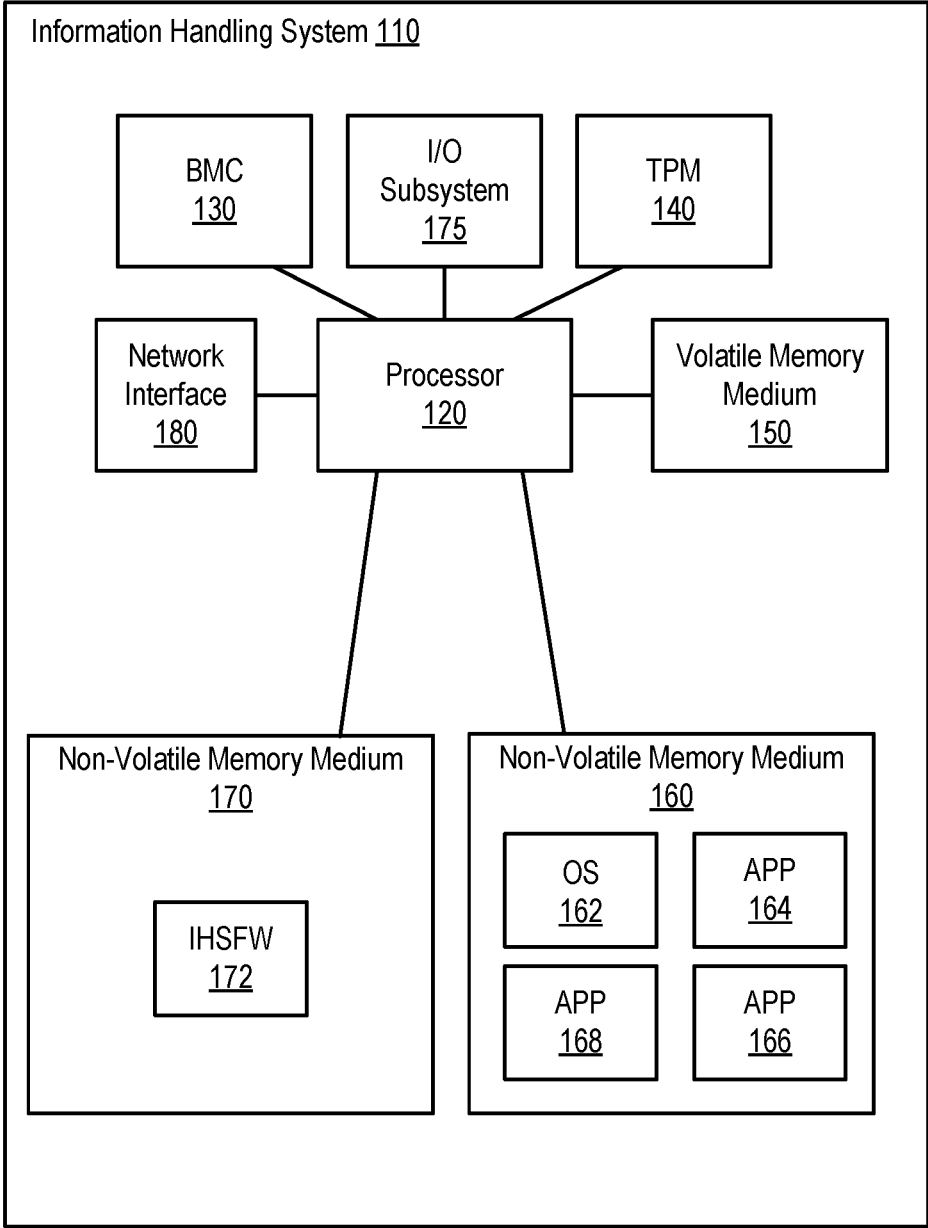 Information Handling System 110
BMC
130
I/O
Subsystem
175
TPM
140
Network
Interface
180
Processor
120
Volatile Memory
Medium
150
Non-Volatile Memory Medium
170
IHSFW
172
Non-Volatile Memory Medium
160
OS
162
APP
164
APP
168
APP
166